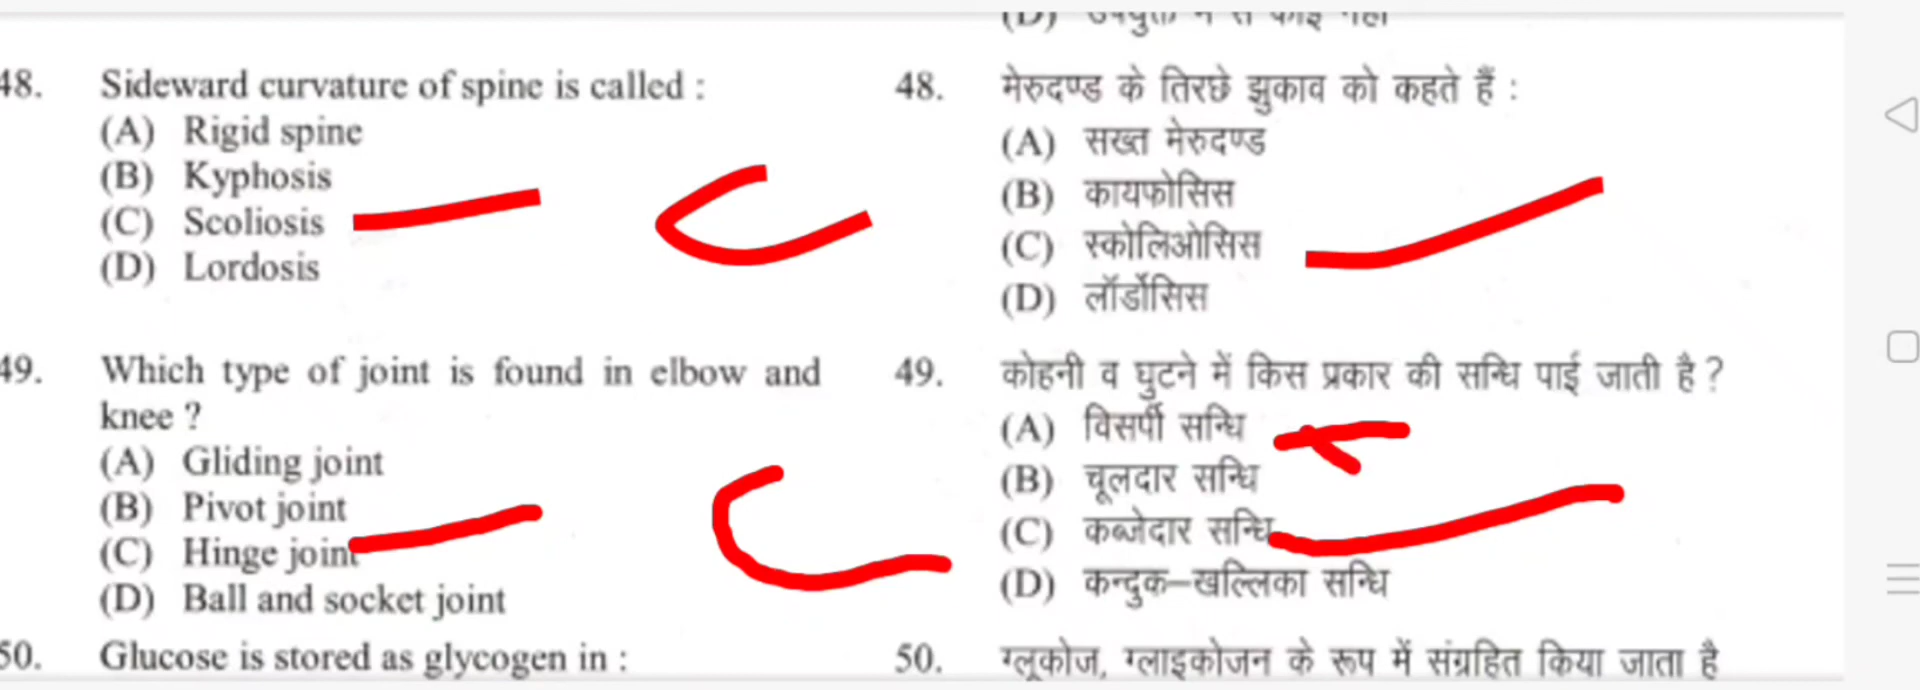 48. Sideward curvature of spine is called :
(A) Rigid spine
(B) Kyphosis
(C) Scoliosis
(D) Lordosis
49. Which type of joint is found in elbow and
knee ?
(A) Gliding joint
(B) Pivot joint
(C) Hinge joint
(D) Ball and socket joint
50. Glucose is stored as glycogen in :
48. मेरुदण्ड के तिरछे झुकाव को कहते हैं :
(A) सख्त मेरुदण्ड
(B) कायफोसिस
(C) स्कोलिओसिस
(D) लॉर्डोसिस
49. कोहनी व घुटने में किस प्रकार की सन्धि पाई जाती है ?
(A) विसर्पी सन्धि
(B) चूलदार सन्धि
(C) कब्जेदार सन्धि
(D) कन्दुक–खल्लिका सन्धि
50. ग्लूकोज, ग्लाइकोजन के रूप में संग्रहित किया जाता है